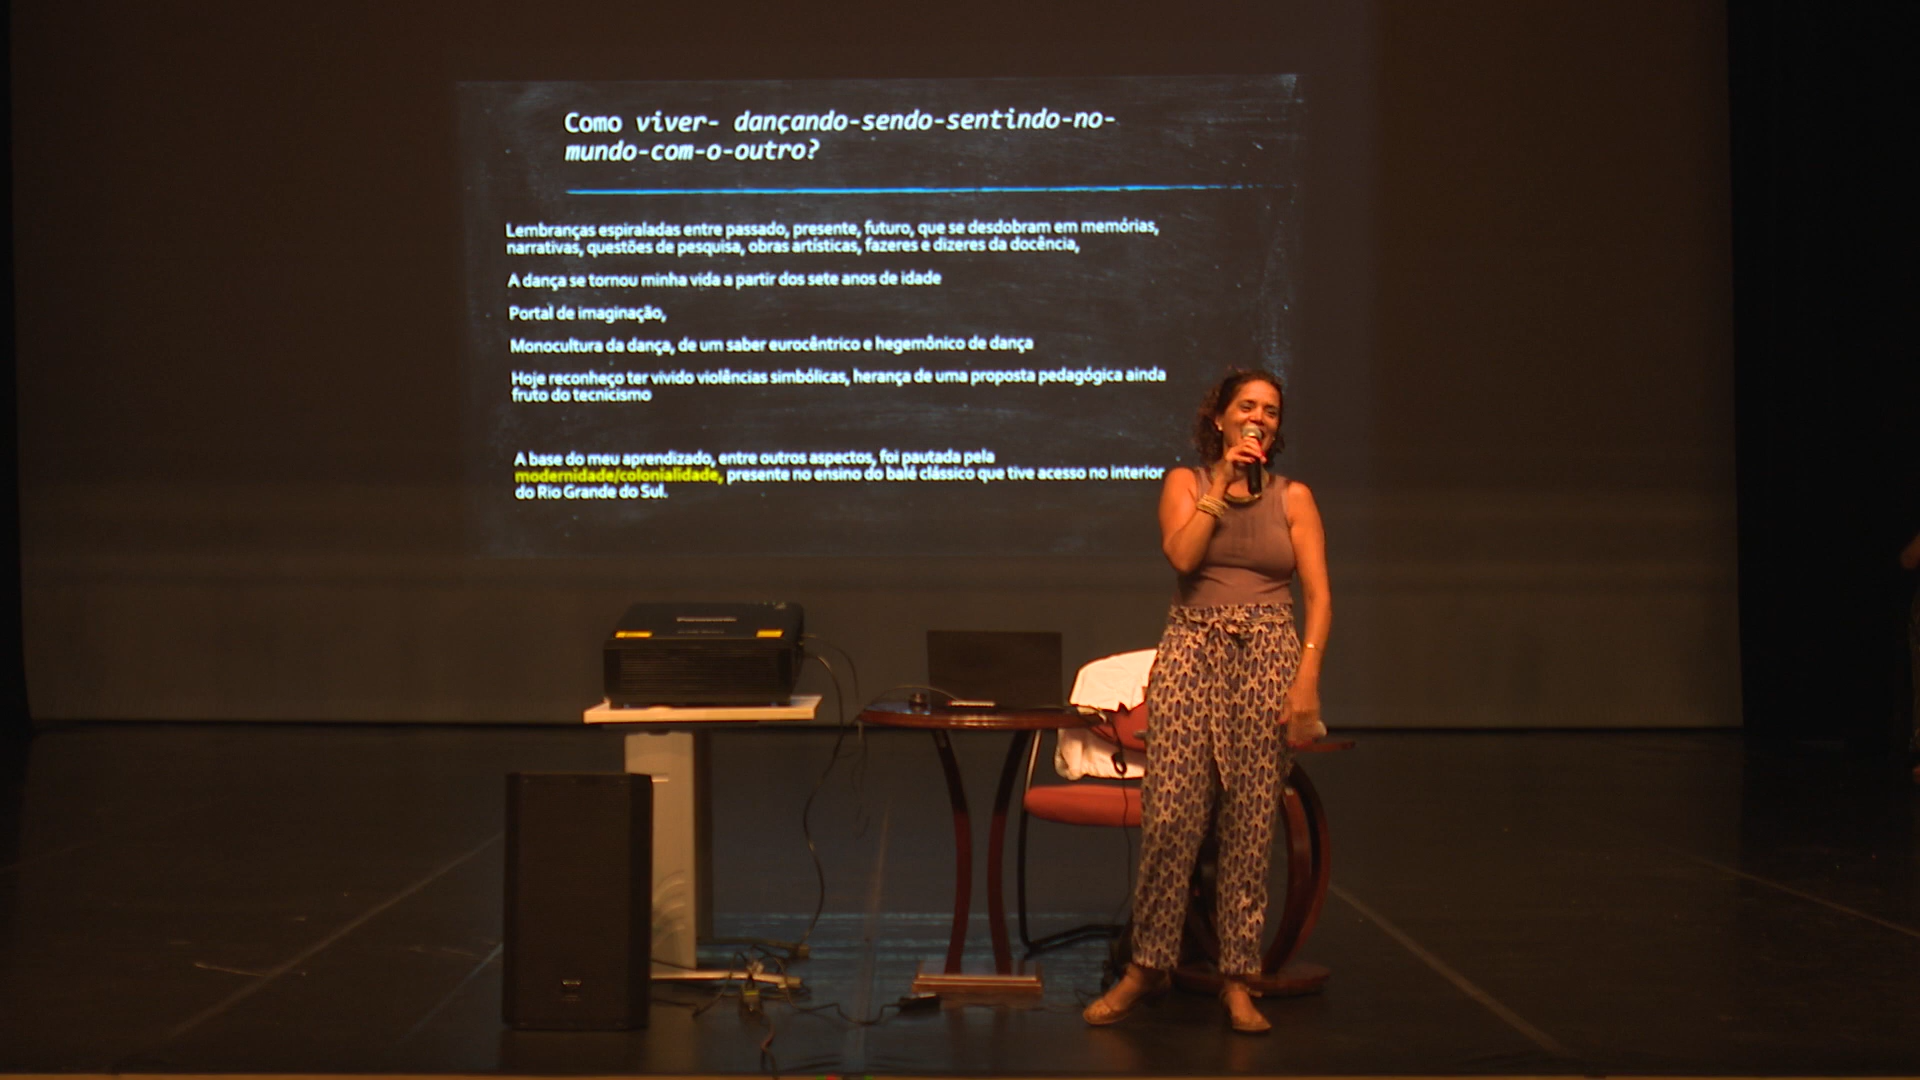 Como viver- dançando-sendo-sentindo-no-
mundo-com-o-outro?
Lembranças espiraladas entre passado, presente, futuro, que se desdobram em memórias,
narrativas, questões de pesquisa, obras artísticas, fazeres e dizeres da docência,
A dança se tornou minha vida a partir dos sete anos de idade
Portal de imaginação,
Monocultura da dança, de um saber eurocêntrico e hegemônico de dança
Hoje reconheço ter vivido violências simbólicas, herança de uma proposta pedagógica ainda
fruto do tecnicismo
A base do meu aprendizado, entre outros aspectos, foi pautada pela
modernidade/colonialidade, presente no ensino do balé clássico que tive acesso no interior
do Rio Grande do Sul.
Panasonic